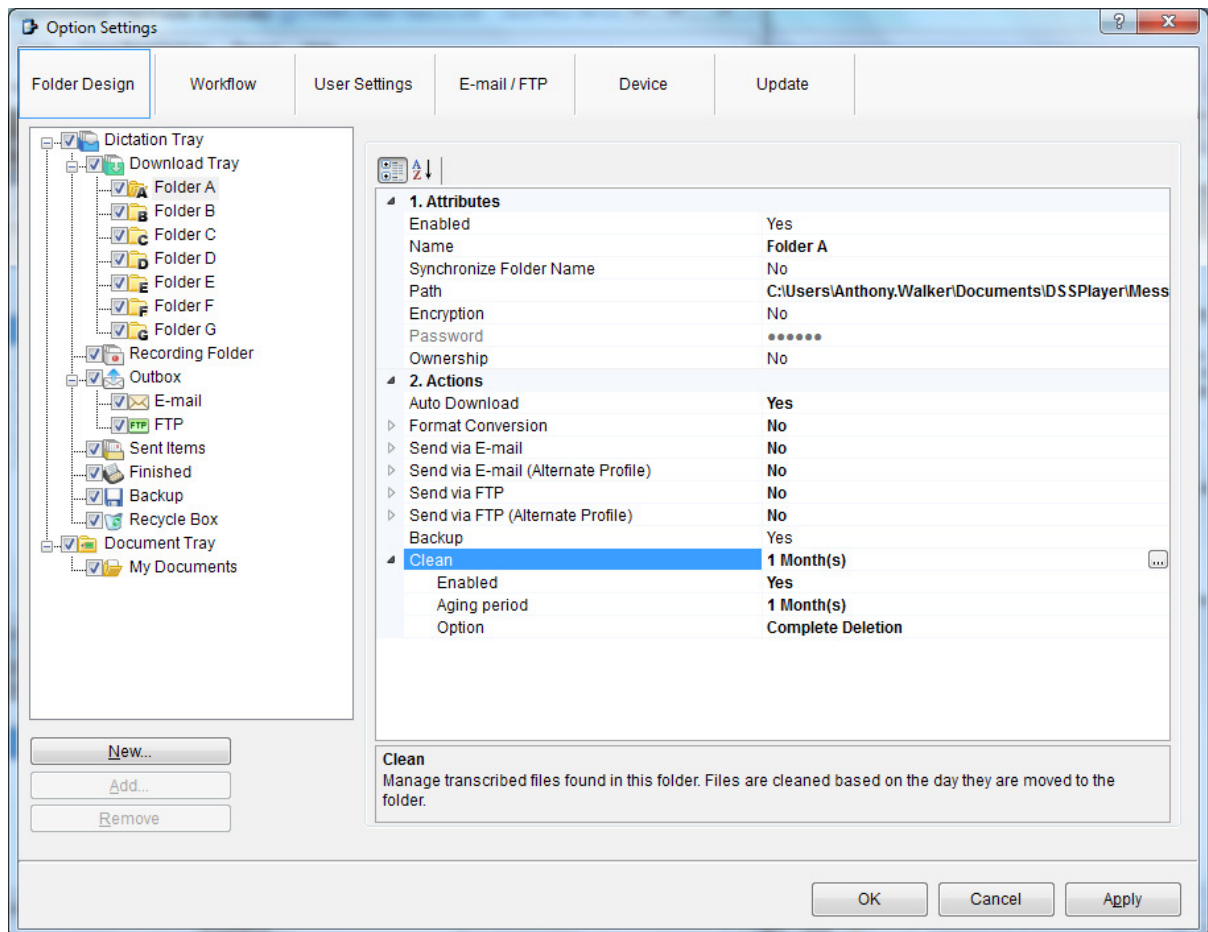 Option Settings
Folder Design Workflow User Settings E-mail / FTP Device Update
Dictation Tray
Download Tray
Folder A
Folder B
Folder C
Folder D
Folder E
Folder F
Folder G
Recording Folder
Outbox
E-mail
FTP FTP
Sent Items
Finished
Backup
Recycle Box
Document Tray
My Documents
New...
Add...
Remove
1. Attributes
Enabled Yes
Name Folder A
Synchronize Folder Name No
Path C:\Users\Anthony.Walker\Documents\DSSPlayer\Mess
Encryption No
Password ●●●●●●
Ownership No
2. Actions
Auto Download Yes
Format Conversion No
Send via E-mail No
Send via E-mail (Alternate Profile) No
Send via FTP No
Send via FTP (Alternate Profile) No
Backup Yes
Clean 1 Month(s) ...
Enabled Yes
Aging period 1 Month(s)
Option Complete Deletion
Clean
Manage transcribed files found in this folder. Files are cleaned based on the day they are moved to the
folder.
OK Cancel Apply